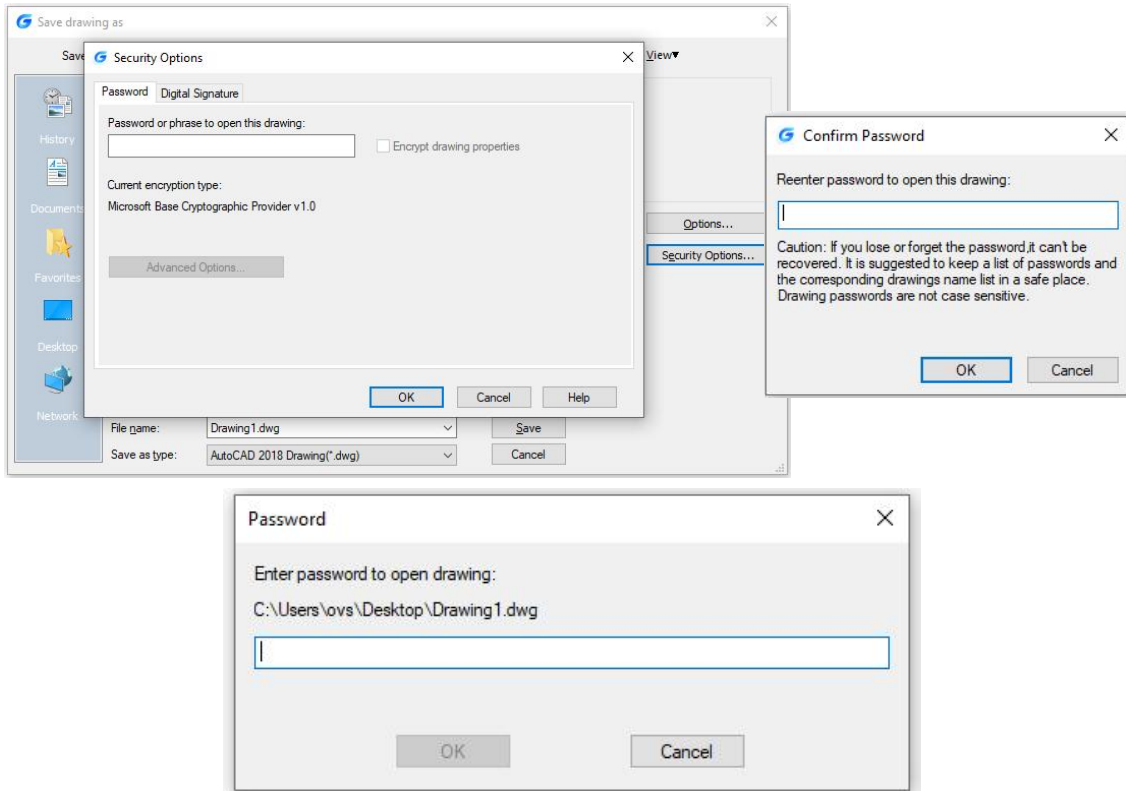 Save drawing as
Save
View▼
Security Options
Password
Digital Signature
Password or phrase to open this drawing:
Encrypt drawing properties
Current encryption type:
Microsoft Base Cryptographic Provider v1.0
Advanced Options...
OK
Cancel
Help
History
Documents
Favorites
Desktop
Network
Options...
Security Options...
File name:
Drawing1.dwg
Save
Save as type:
AutoCAD 2018 Drawing(*.dwg)
Cancel
Confirm Password
Reenter password to open this drawing:
Caution: If you lose or forget the password,it can't be
recovered. It is suggested to keep a list of passwords and
the corresponding drawings name list in a safe place.
Drawing passwords are not case sensitive.
OK
Cancel
Password
Enter password to open drawing:
C:\Users\ovs\Desktop\Drawing1.dwg
OK
Cancel